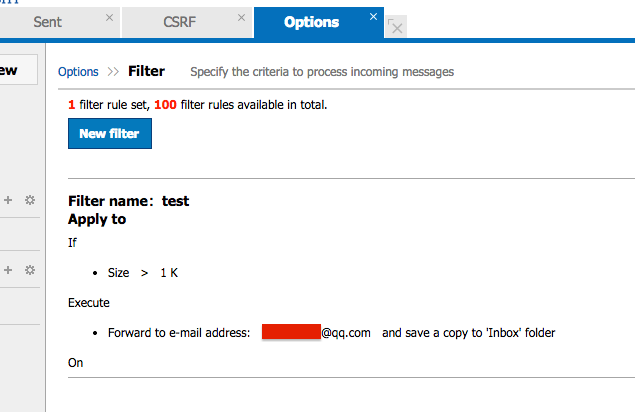 Sent CSRF Options
ew
Options >> Filter Specify the criteria to process incoming messages
1 filter rule set, 100 filter rules available in total.
New filter
Filter name: test
Apply to
If
• Size > 1 K
Execute
• Forward to e-mail address: @qq.com and save a copy to 'Inbox' folder
On